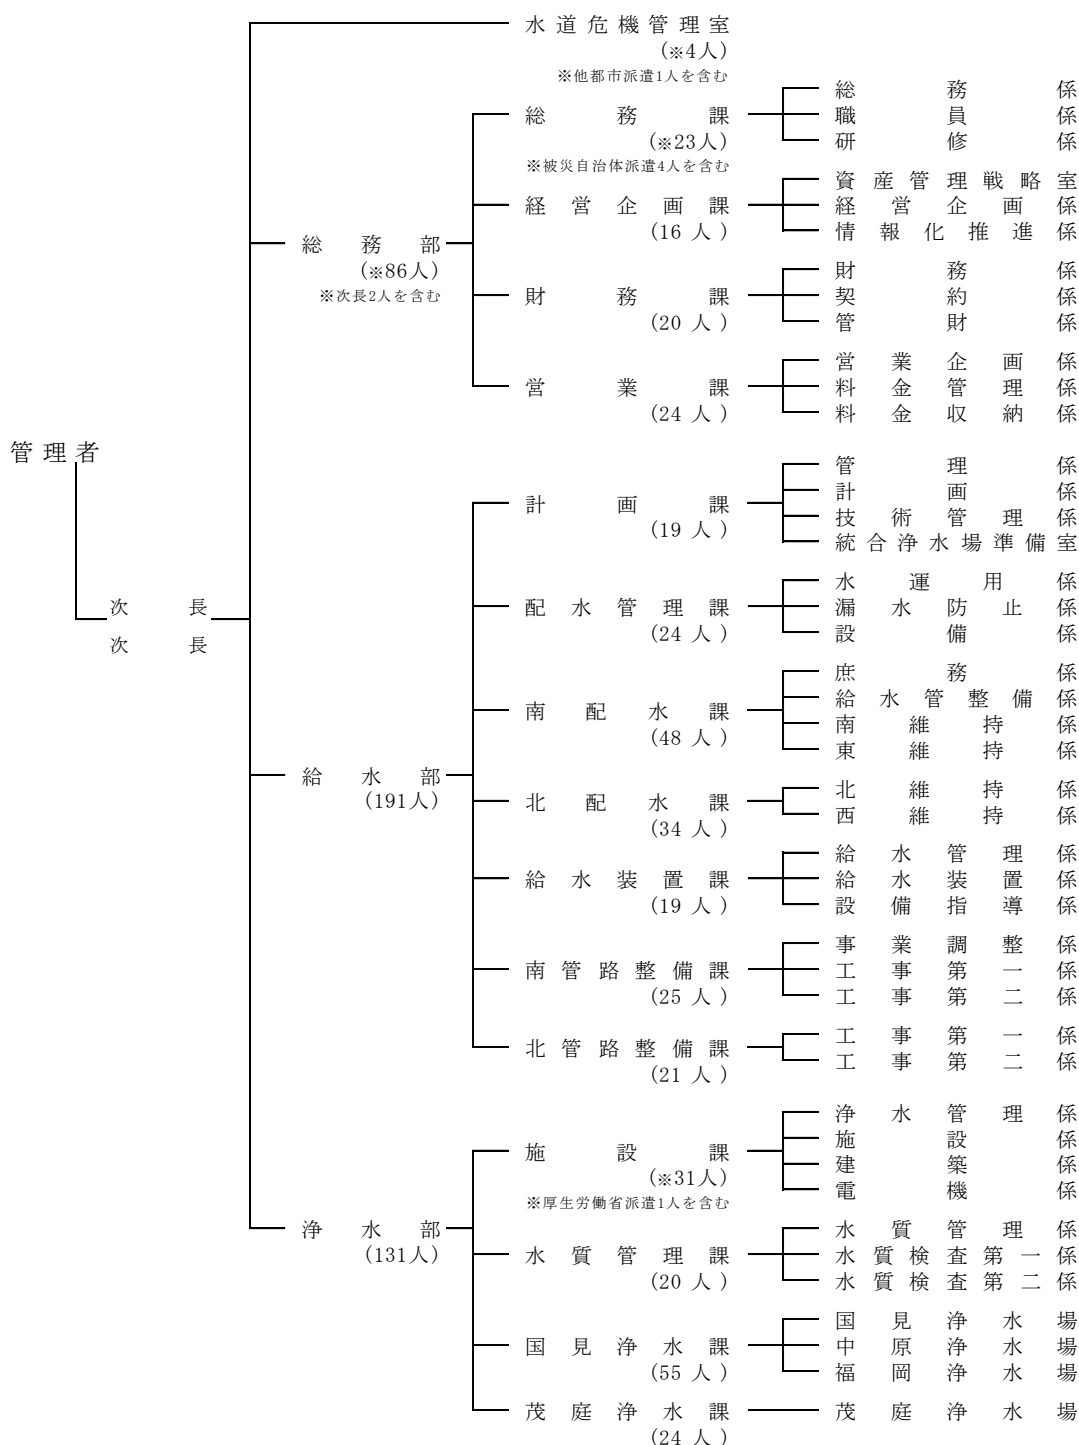 管理者
次長
次長
水道危機管理室
(※4人)
※他都市派遣1人を含む
総務部
(※86人)
※次長2人を含む
総務課
(※23人)
※被災自治体派遣4人を含む
総務係
職員係
研修係
経営企画課
(16人)
資産管理戦略室
経営企画係
情報化推進係
財務課
(20人)
財務係
契約係
管財係
営業課
(24人)
営業企画係
料金管理係
料金収納係
給水部
(191人)
計画課
(19人)
管理係
計画係
技術管理係
統合浄水場準備室
配水管理課
(24人)
水運用係
漏水防止係
設備係
南配水課
(48人)
庶務係
給水管整備係
南維持係
東維持係
北配水課
(34人)
北維持係
西維持係
給水装置課
(19人)
給水管理係
給水装置係
設備指導係
南管路整備課
(25人)
事業調整係
工事第一係
工事第二係
北管路整備課
(21人)
工事第一係
工事第二係
浄水部
(131人)
施設課
(※31人)
※厚生労働省派遣1人を含む
浄水管理係
施設係
建築係
電機係
水質管理課
(20人)
水質管理係
水質検査第一係
水質検査第二係
国見浄水課
(55人)
国見浄水場
中原浄水場
福岡浄水場
茂庭浄水課
(24人)
茂庭浄水場